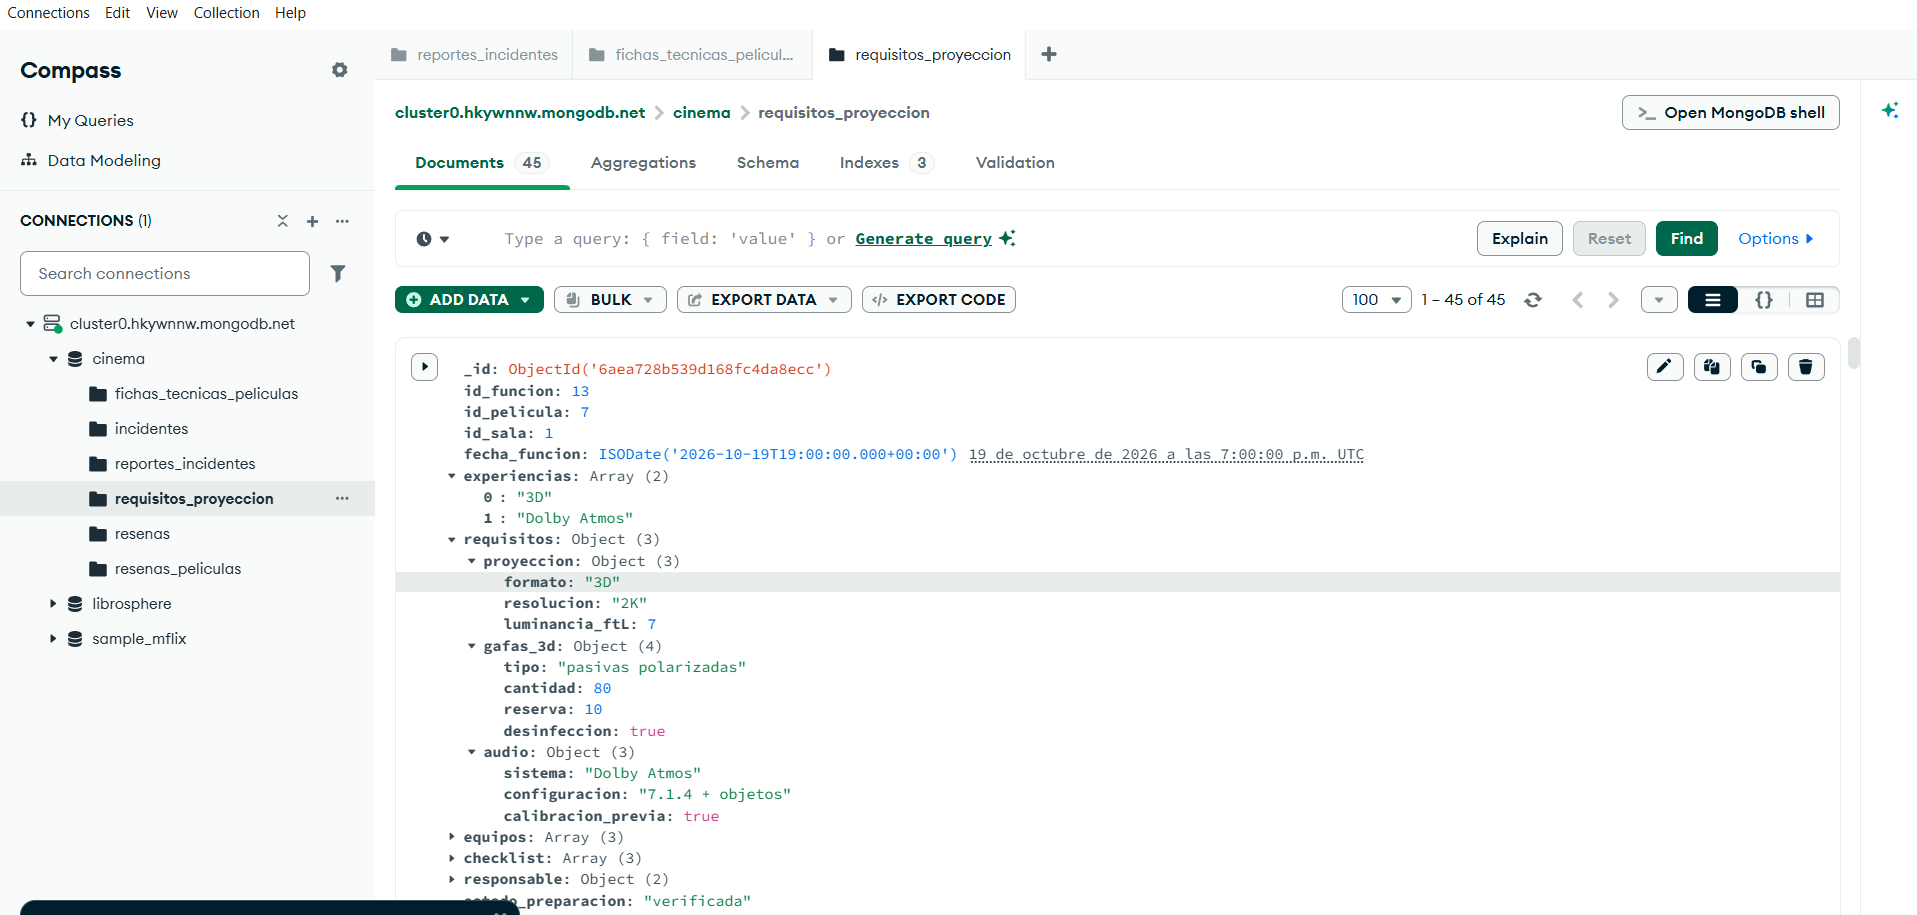 Connections Edit View Collection Help
Compass
My Queries
Data Modeling
CONNECTIONS (1)
Search connections
cluster0.hkywnnw.mongodb.net
cinema
fichas_tecnicas_peliculas
incidentes
reportes_incidentes
requisitos_proyeccion
resenas
resenas_peliculas
librosphere
sample_mflix
reportes_incidentes fichas_tecnicas_pelicul... requisitos_proyeccion
cluster0.hkywnnw.mongodb.net cinema requisitos_proyeccion
>_ Open MongoDB shell
Documents 45 Aggregations Schema Indexes 3 Validation
Type a query: { field: 'value' } or Generate query
Explain Reset Find Options
ADD DATA BULK EXPORT DATA EXPORT CODE
100 1 – 45 of 45 {}
_id: ObjectId('6aea728b539d168fc4da8ecc')
id_funcion: 13
id_pelicula: 7
id_sala: 1
fecha_funcion: ISODate('2026-10-19T19:00:00.000+00:00') 19 de octubre de 2026 a las 7:00:00 p.m. UTC
experiencias: Array (2)
0 : "3D"
1 : "Dolby Atmos"
requisitos: Object (3)
proyeccion: Object (3)
formato: "3D"
resolucion: "2K"
luminancia_ftL: 7
gafas_3d: Object (4)
tipo: "pasivas polarizadas"
cantidad: 80
reserva: 10
desinfeccion: true
audio: Object (3)
sistema: "Dolby Atmos"
configuracion: "7.1.4 + objetos"
calibracion_previa: true
equipos: Array (3)
checklist: Array (3)
responsable: Object (2)
estado_preparacion: "verificada"